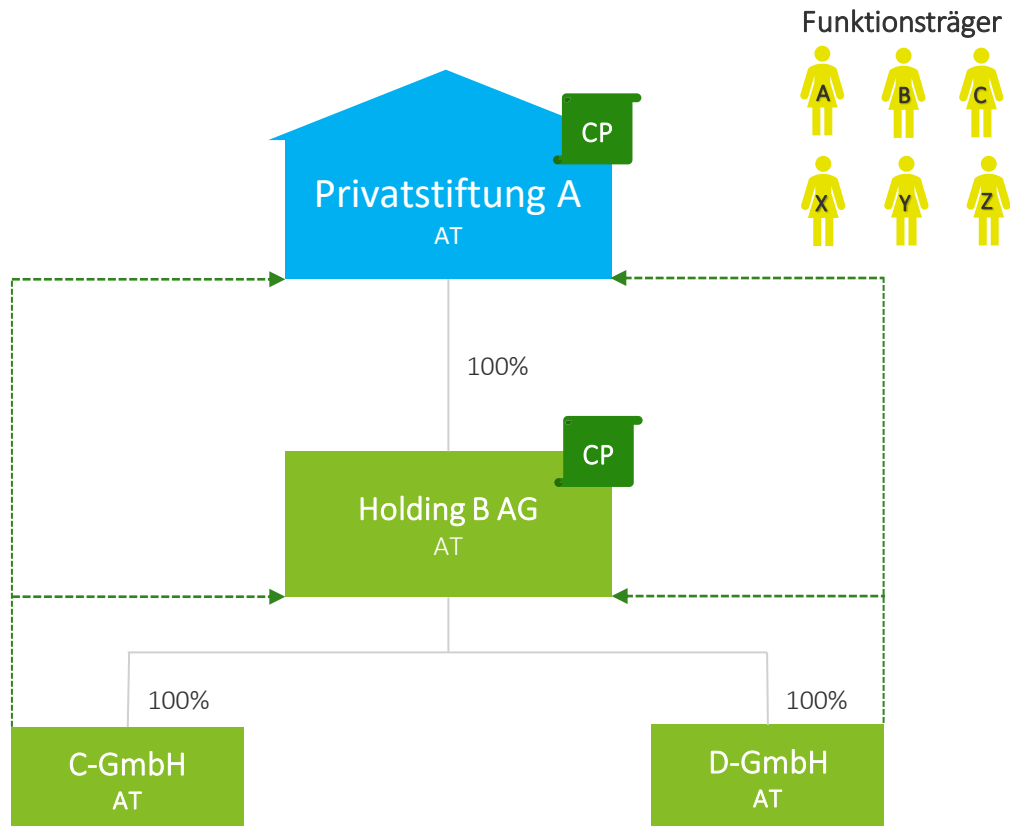 Funktionsträger
A
B
C
CP
Privatstiftung A
AT
X
Y
Z
100%
CP
Holding B AG
AT
100%
100%
C-GmbH
AT
D-GmbH
AT